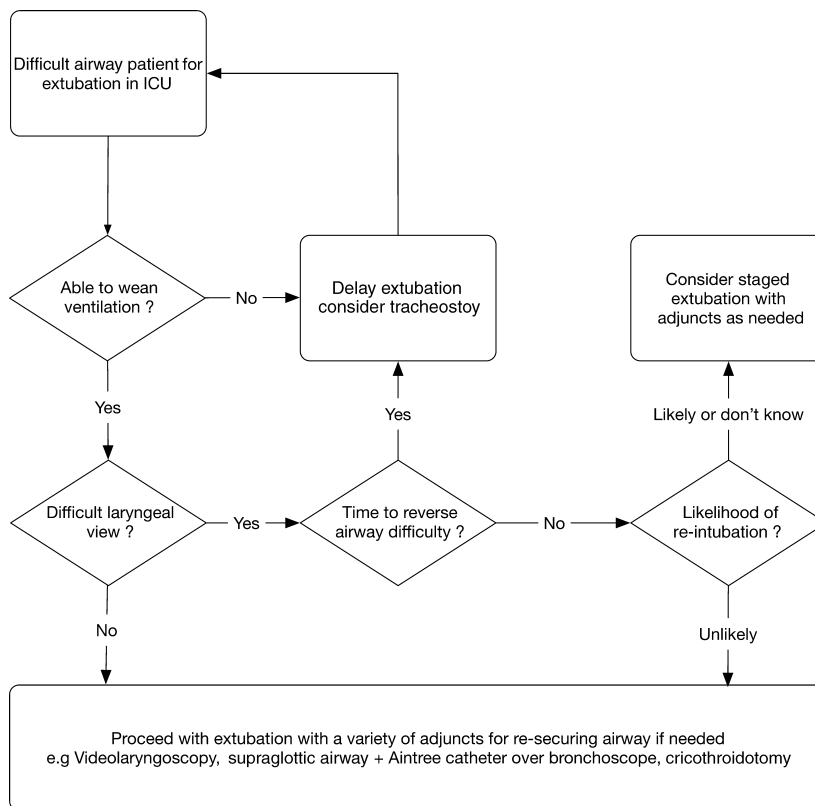 Difficult airway patient for
extubation in ICU
Able to wean
ventilation ?
No
Delay extubation
consider tracheostoy
Consider staged
extubation with
adjuncts as needed
Yes
Yes
Likely or don’t know
Difficult laryngeal
view ?
Yes
Time to reverse
airway difficulty ?
No
Likelihood of
re-intubation ?
No
Unlikely
Proceed with extubation with a variety of adjuncts for re-securing airway if needed
e.g Videolaryngoscopy, supraglottic airway + Aintree catheter over bronchoscope, cricothroidotomy